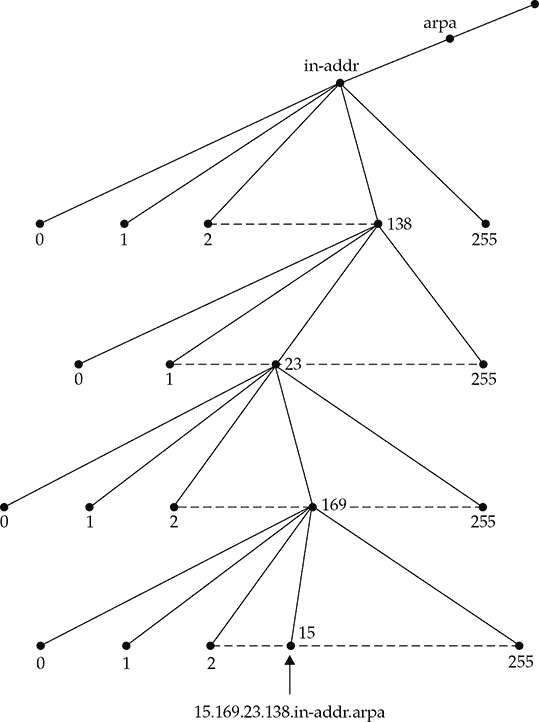 arpa
in-addr
0 1 2 138 255
0 1 23 255
0 1 2 169 255
15
0 1 2 255
15.169.23.138.in-addr.arpa